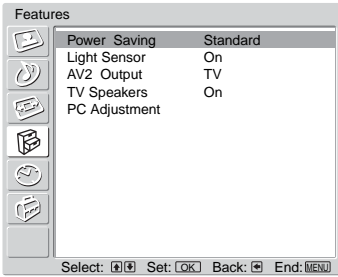 Features
Power Saving Standard
Light Sensor On
AV2 Output TV
TV Speakers On
PC Adjustment
Select: Set: OK Back: End: MENU